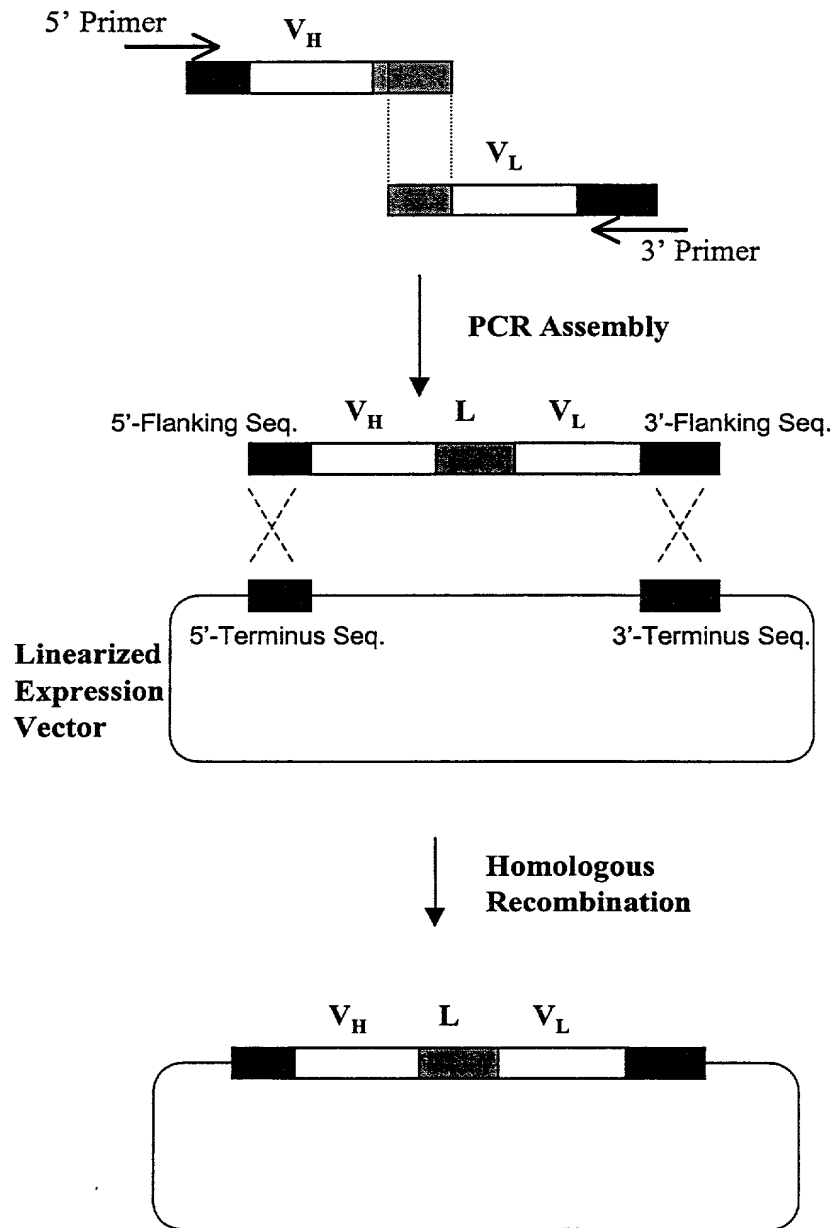 5' Primer
V_H
V_L
3' Primer
PCR Assembly
5'-Flanking Seq.
V_H
L
V_L
3'-Flanking Seq.
5'-Terminus Seq.
3'-Terminus Seq.
Linearized
Expression
Vector
Homologous
Recombination
V_H
L
V_L